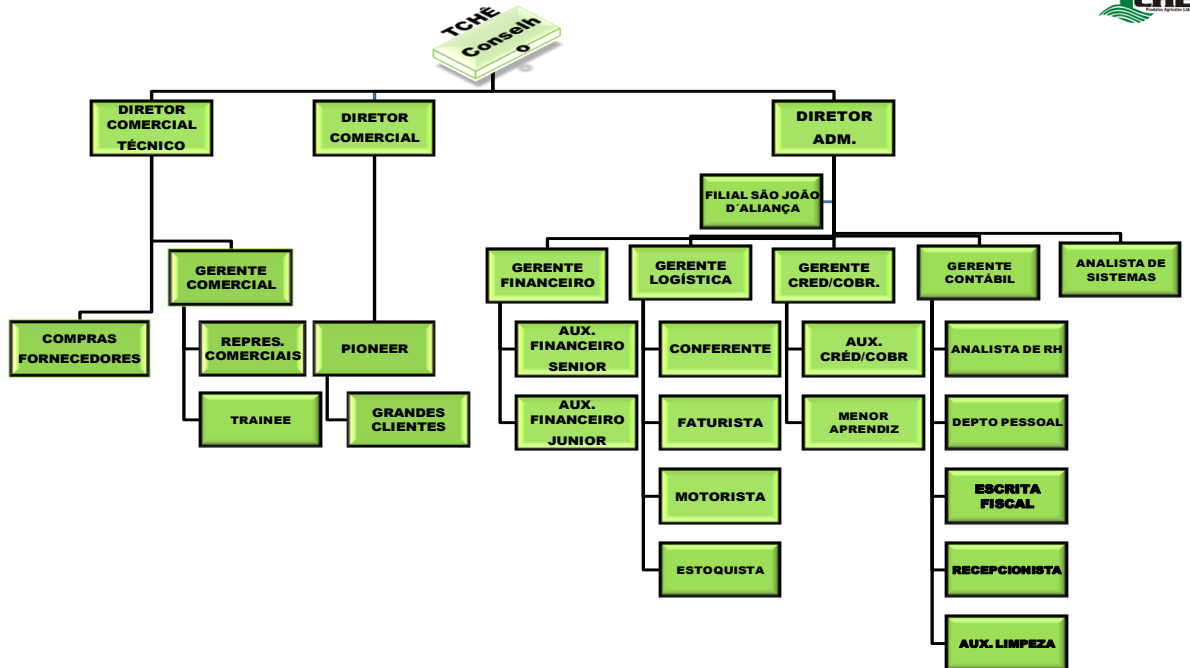 TCHÊ
Conselh
o
Produtos Agrícolas Ltda
DIRETOR
COMERCIAL
TÉCNICO
DIRETOR
COMERCIAL
DIRETOR
ADM.
FILIAL SÃO JOÃO
D´ALIANÇA
GERENTE
COMERCIAL
GERENTE
FINANCEIRO
GERENTE
LOGÍSTICA
GERENTE
CRED/COBR.
GERENTE
CONTÁBIL
ANALISTA DE
SISTEMAS
COMPRAS
FORNECEDORES
REPRES.
COMERCIAIS
PIONEER
AUX.
FINANCEIRO
SENIOR
CONFERENTE
AUX.
CRÉD/COBR
ANALISTA DE RH
TRAINEE
GRANDES
CLIENTES
AUX.
FINANCEIRO
JUNIOR
FATURISTA
MENOR
APRENDIZ
DEPTO PESSOAL
MOTORISTA
ESCRITA
FISCAL
ESTOQUISTA
RECEPCIONISTA
AUX. LIMPEZA